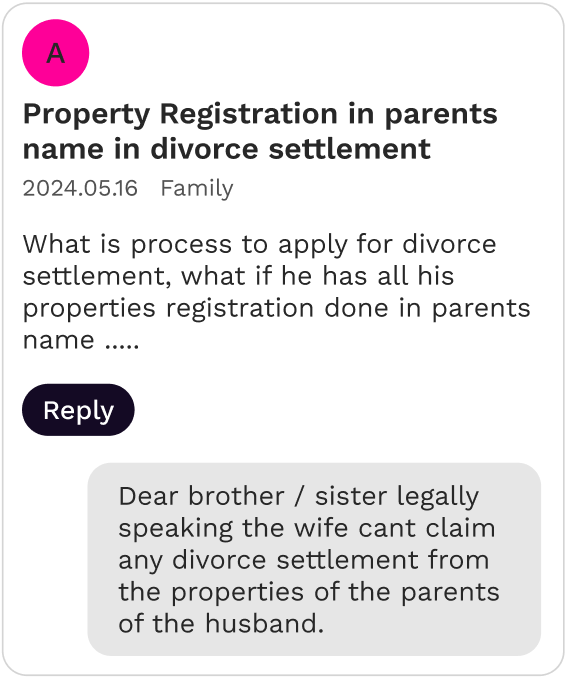 A
Property Registration in parents
name in divorce settlement
2024.05.16 Family
What is process to apply for divorce
settlement, what if he has all his
properties registration done in parents
name .....
Reply
Dear brother / sister legally
speaking the wife cant claim
any divorce settlement from
the properties of the parents
of the husband.